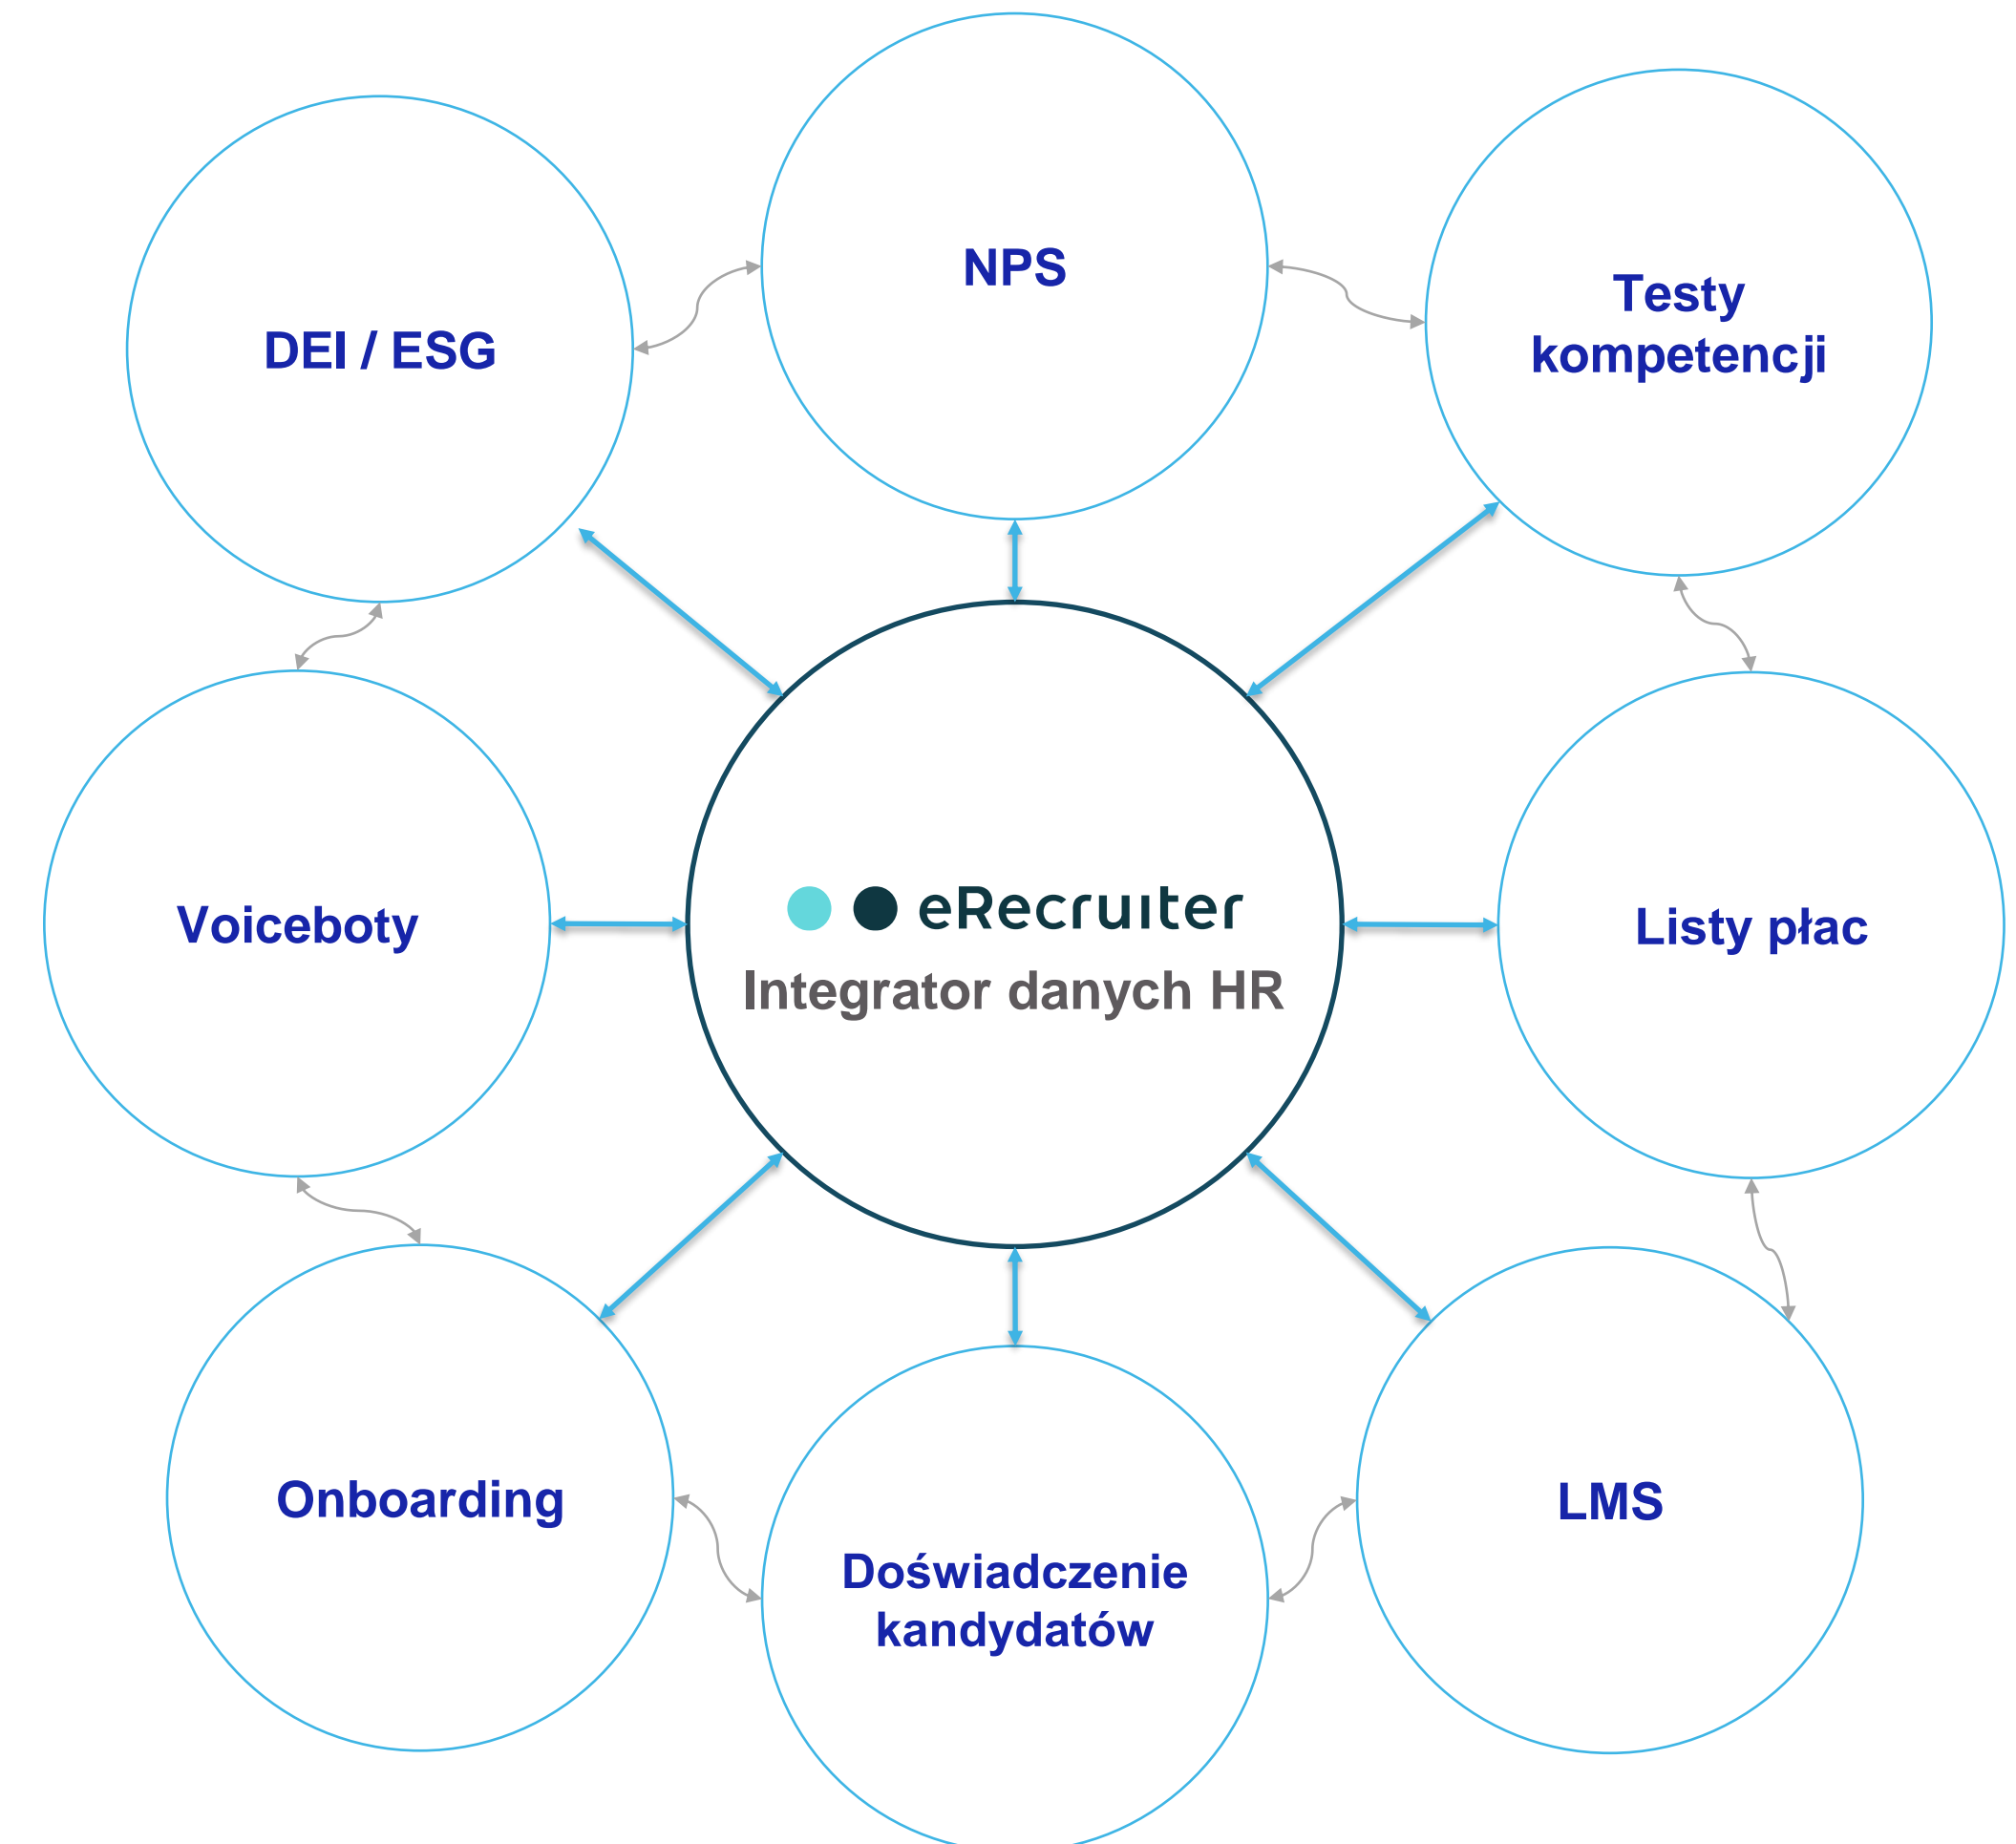 NPS
Testy
kompetencji
DEI / ESG
Voiceboty
eRecruiter
Integrator danych HR
Listy płac
Onboarding
Doświadczenie
kandydatów
LMS